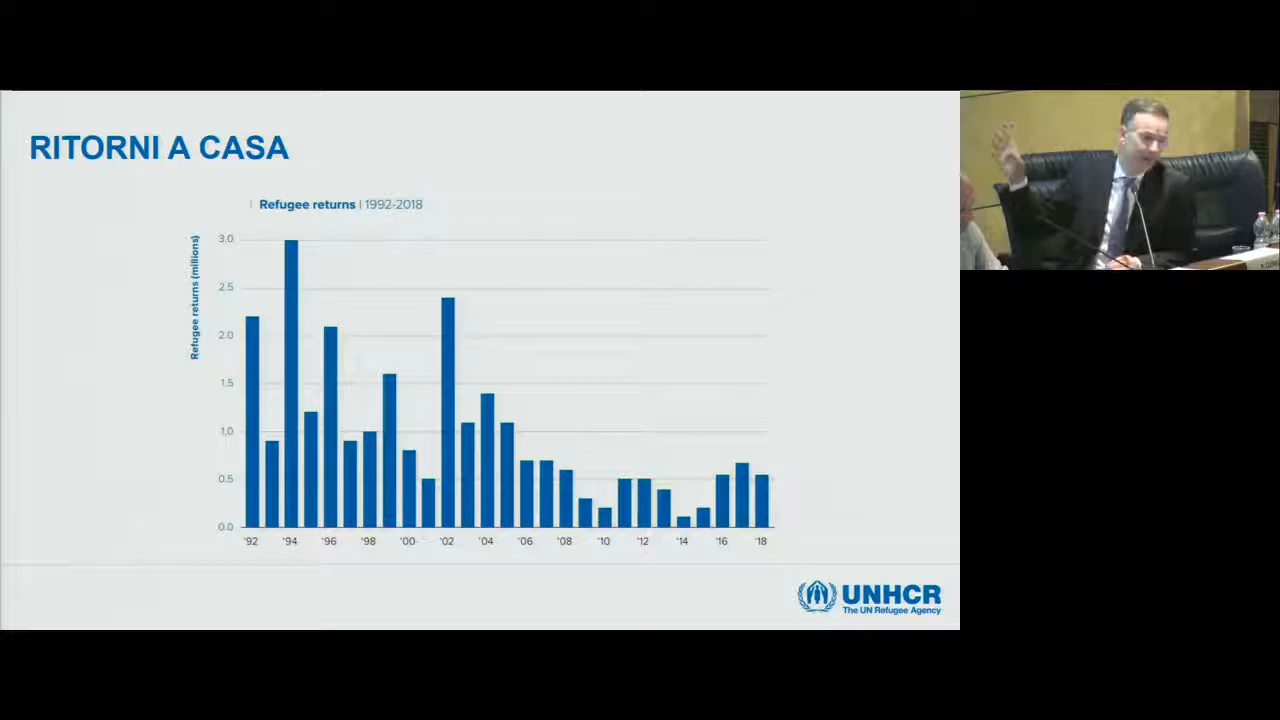 RITORNI A CASA
Refugee returns | 1992-2018
Refugee returns (millions)
3.0
2.5
2.0
1.5
1.0
0.5
0.0
'92 '94 '96 '98 '00 '02 '04 '06 '08 '10 '12 '14 '16 '18
UNHCR
The UN Refugee Agency